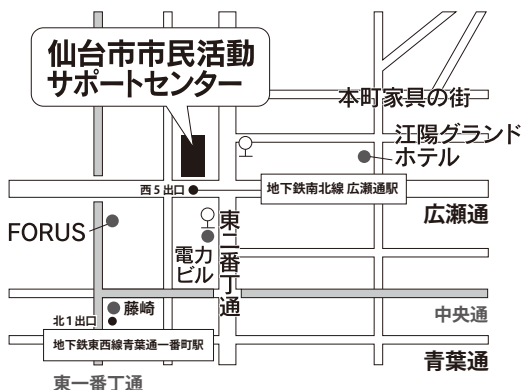 仙台市市民活動
サポートセンター
本町家具の街
江陽グランド
ホテル
西5出口
地下鉄南北線 広瀬通駅
広瀬通
FORUS
電力
ビル
東二番丁通
藤崎
中央通
北1出口
地下鉄東西線青葉通一番町駅
青葉通
東一番丁通